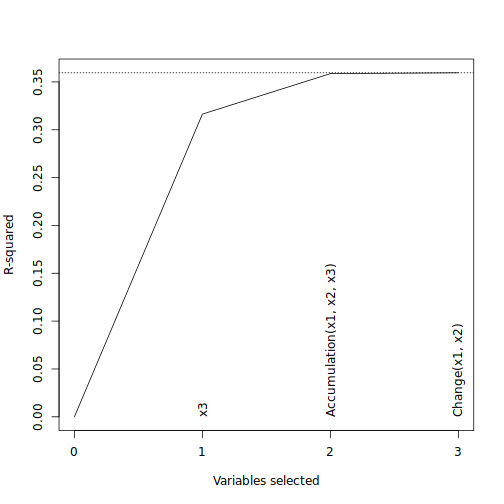 0.35
0.30
0.25
0.20
0.15
0.10
0.05
0.00
R-squared
x3
Accumulation(x1, x2, x3)
Change(x1, x2)
0 1 2 3
Variables selected